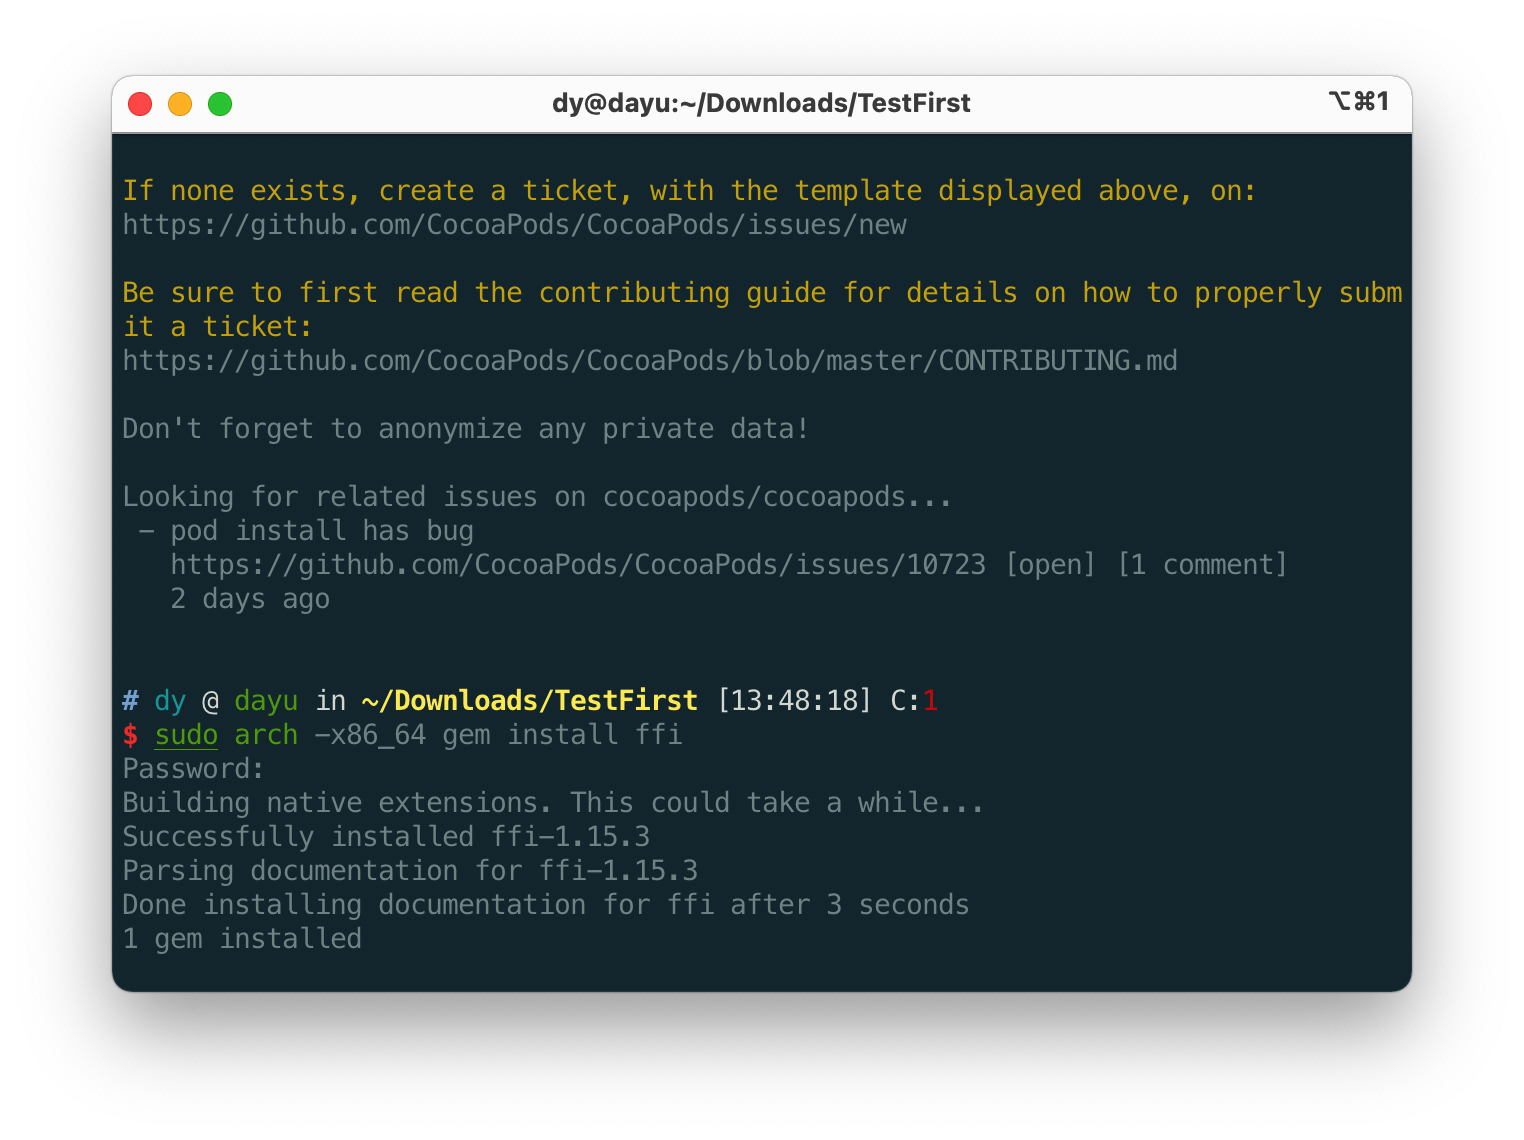 dy@dayu:~/Downloads/TestFirst ⌥⌘1
If none exists, create a ticket, with the template displayed above, on:
https://github.com/CocoaPods/CocoaPods/issues/new
Be sure to first read the contributing guide for details on how to properly subm
it a ticket:
https://github.com/CocoaPods/CocoaPods/blob/master/CONTRIBUTING.md
Don't forget to anonymize any private data!
Looking for related issues on cocoapods/cocoapods...
 - pod install has bug
   https://github.com/CocoaPods/CocoaPods/issues/10723 [open] [1 comment]
   2 days ago
# dy @ dayu in ~/Downloads/TestFirst [13:48:18] C:1
$ sudo arch -x86_64 gem install ffi
Password:
Building native extensions. This could take a while...
Successfully installed ffi-1.15.3
Parsing documentation for ffi-1.15.3
Done installing documentation for ffi after 3 seconds
1 gem installed